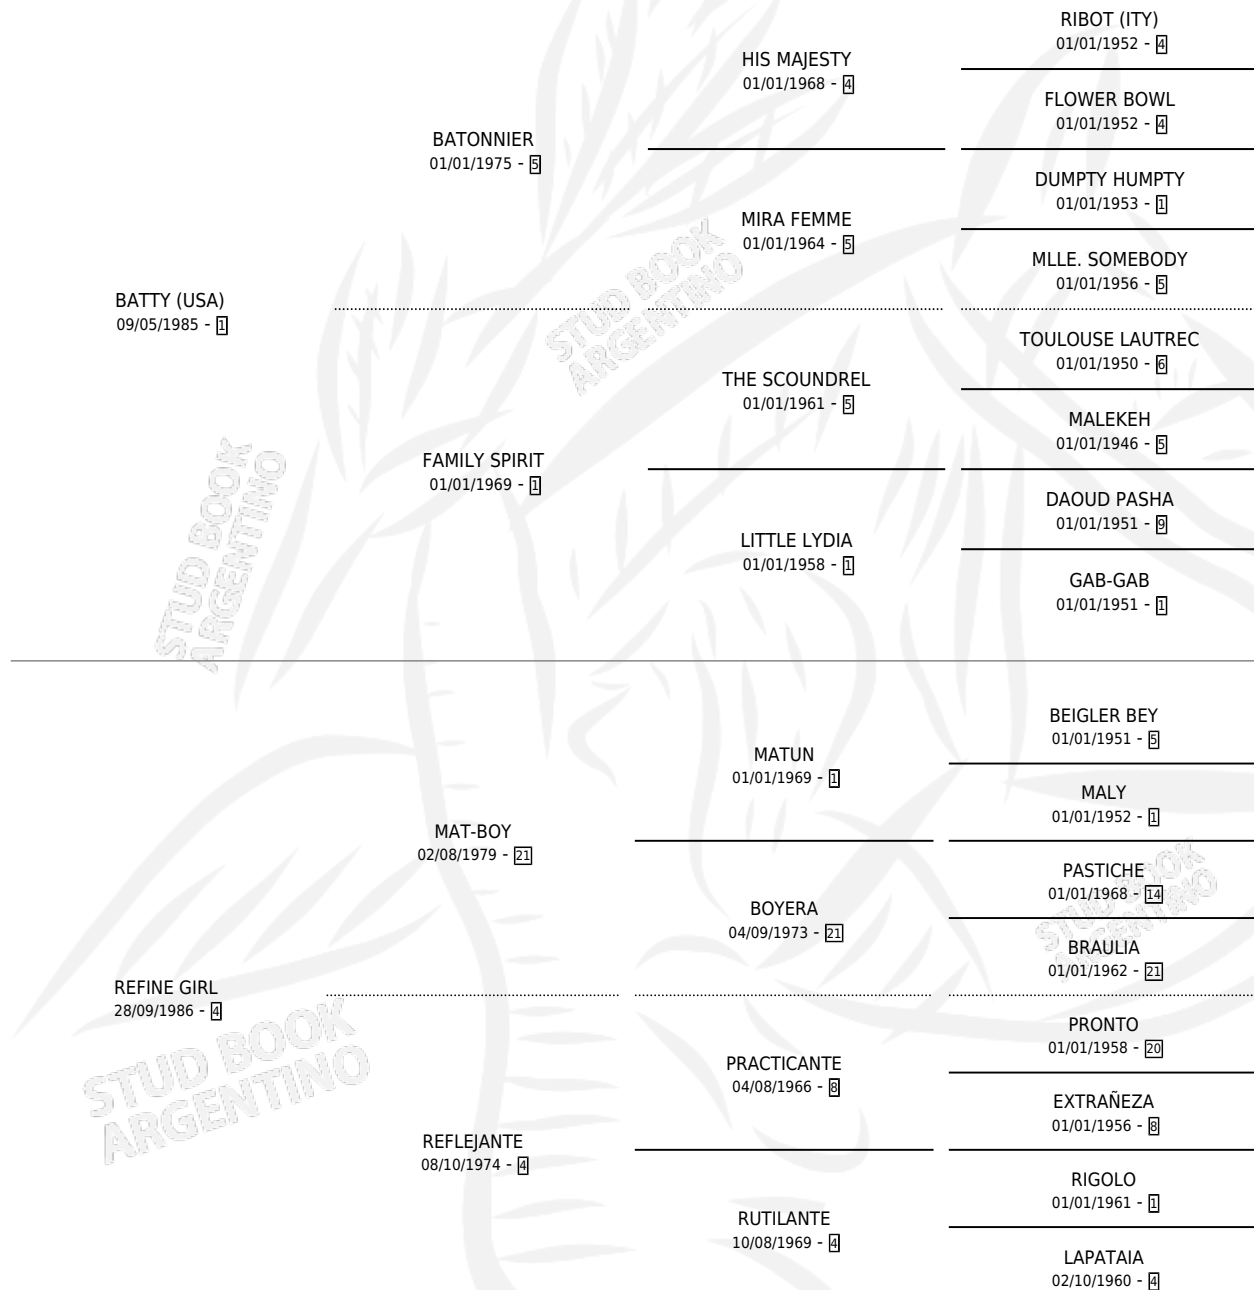 RIBOT (ITY)
01/01/1952 - 4
HIS MAJESTY
01/01/1968 - 4
FLOWER BOWL
01/01/1952 - 4
BATONNIER
01/01/1975 - 5
DUMPTY HUMPTY
01/01/1953 - 1
MIRA FEMME
01/01/1964 - 5
MLLE. SOMEBODY
01/01/1956 - 5
BATTY (USA)
09/05/1985 - 1
TOULOUSE LAUTREC
01/01/1950 - 6
THE SCOUNDREL
01/01/1961 - 5
MALEKEH
01/01/1946 - 5
FAMILY SPIRIT
01/01/1969 - 1
DAOUD PASHA
01/01/1951 - 9
LITTLE LYDIA
01/01/1958 - 1
GAB-GAB
01/01/1951 - 1
BEIGLER BEY
01/01/1951 - 5
MATUN
01/01/1969 - 1
MALY
01/01/1952 - 1
MAT-BOY
02/08/1979 - 21
PASTICHE
01/01/1968 - 14
BOYERA
04/09/1973 - 21
BRAULIA
01/01/1962 - 21
REFINE GIRL
28/09/1986 - 4
PRONTO
01/01/1958 - 20
PRACTICANTE
04/08/1966 - 8
EXTRAÑEZA
01/01/1956 - 8
REFLEJANTE
08/10/1974 - 4
RIGOLO
01/01/1961 - 1
RUTILANTE
10/08/1969 - 4
LAPATAIA
02/10/1960 - 4
STUD BOOK
ARGENTINO
STUD BOOK
ARGENTINO
STUD BOOK
ARGENTINO
STUD BOOK
ARGENTINO